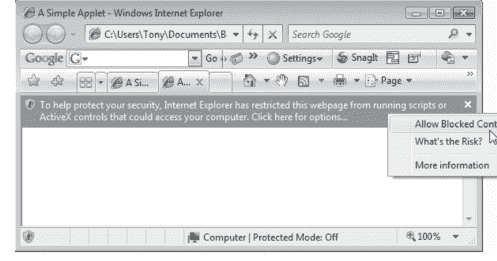 A Simple Applet - Windows Internet Explorer
C:\Users\Tony\Documents\B
Search Google
Google
G
Go
Settings
SnagIt
A Si...
A...
Page
To help protect your security, Internet Explorer has restricted this webpage from running scripts or
ActiveX controls that could access your computer. Click here for options...
Allow Blocked Cont
What's the Risk?
More information
Computer | Protected Mode: Off
100%